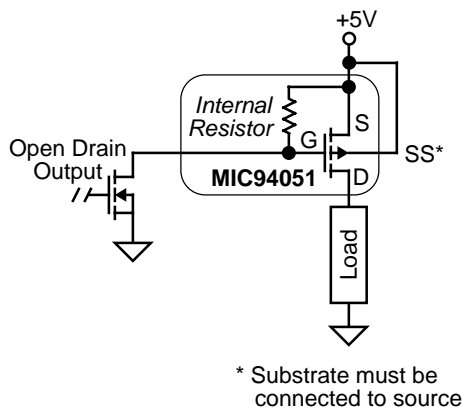 +5V
Internal
Resistor
S
G
Open Drain
Output
SS*
MIC94051
D
Load
* Substrate must be
connected to source